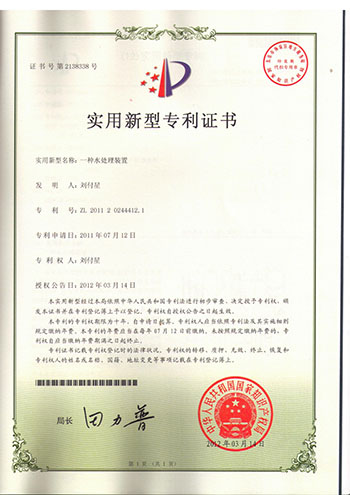 证书号第2138338号
实用新型专利证书
实用新型名称：一种水处理装置
发 明 人：刘付星
专 利 号：ZL 2011 2 0244412.1
专利申请日：2011年07月12日
专 利 权 人：刘付星
授权公告日：2012年03月14日
本实用新型经过本局依照中华人民共和国专利法进行初步审查，决定授予专利权，颁
发本证书并在专利登记簿上予以登记。专利权自授权公告之日起生效。
本专利的专利权期限为十年，自申请日起算。专利权人应当依照专利法及其实施细则
规定缴纳年费。本专利的年费应当在每年07月12日前缴纳。未按照规定缴纳年费的，专
利权自应当缴纳年费期满之日起终止。
专利证书记载专利权登记时的法律状况。专利权的转移、质押、无效、终止、恢复和
专利权人的姓名或名称、国籍、地址变更等事项记载在专利登记簿上。
局长 田力普
中华人民共和国国家知识产权局
2012年03月14日
第1页（共1页）